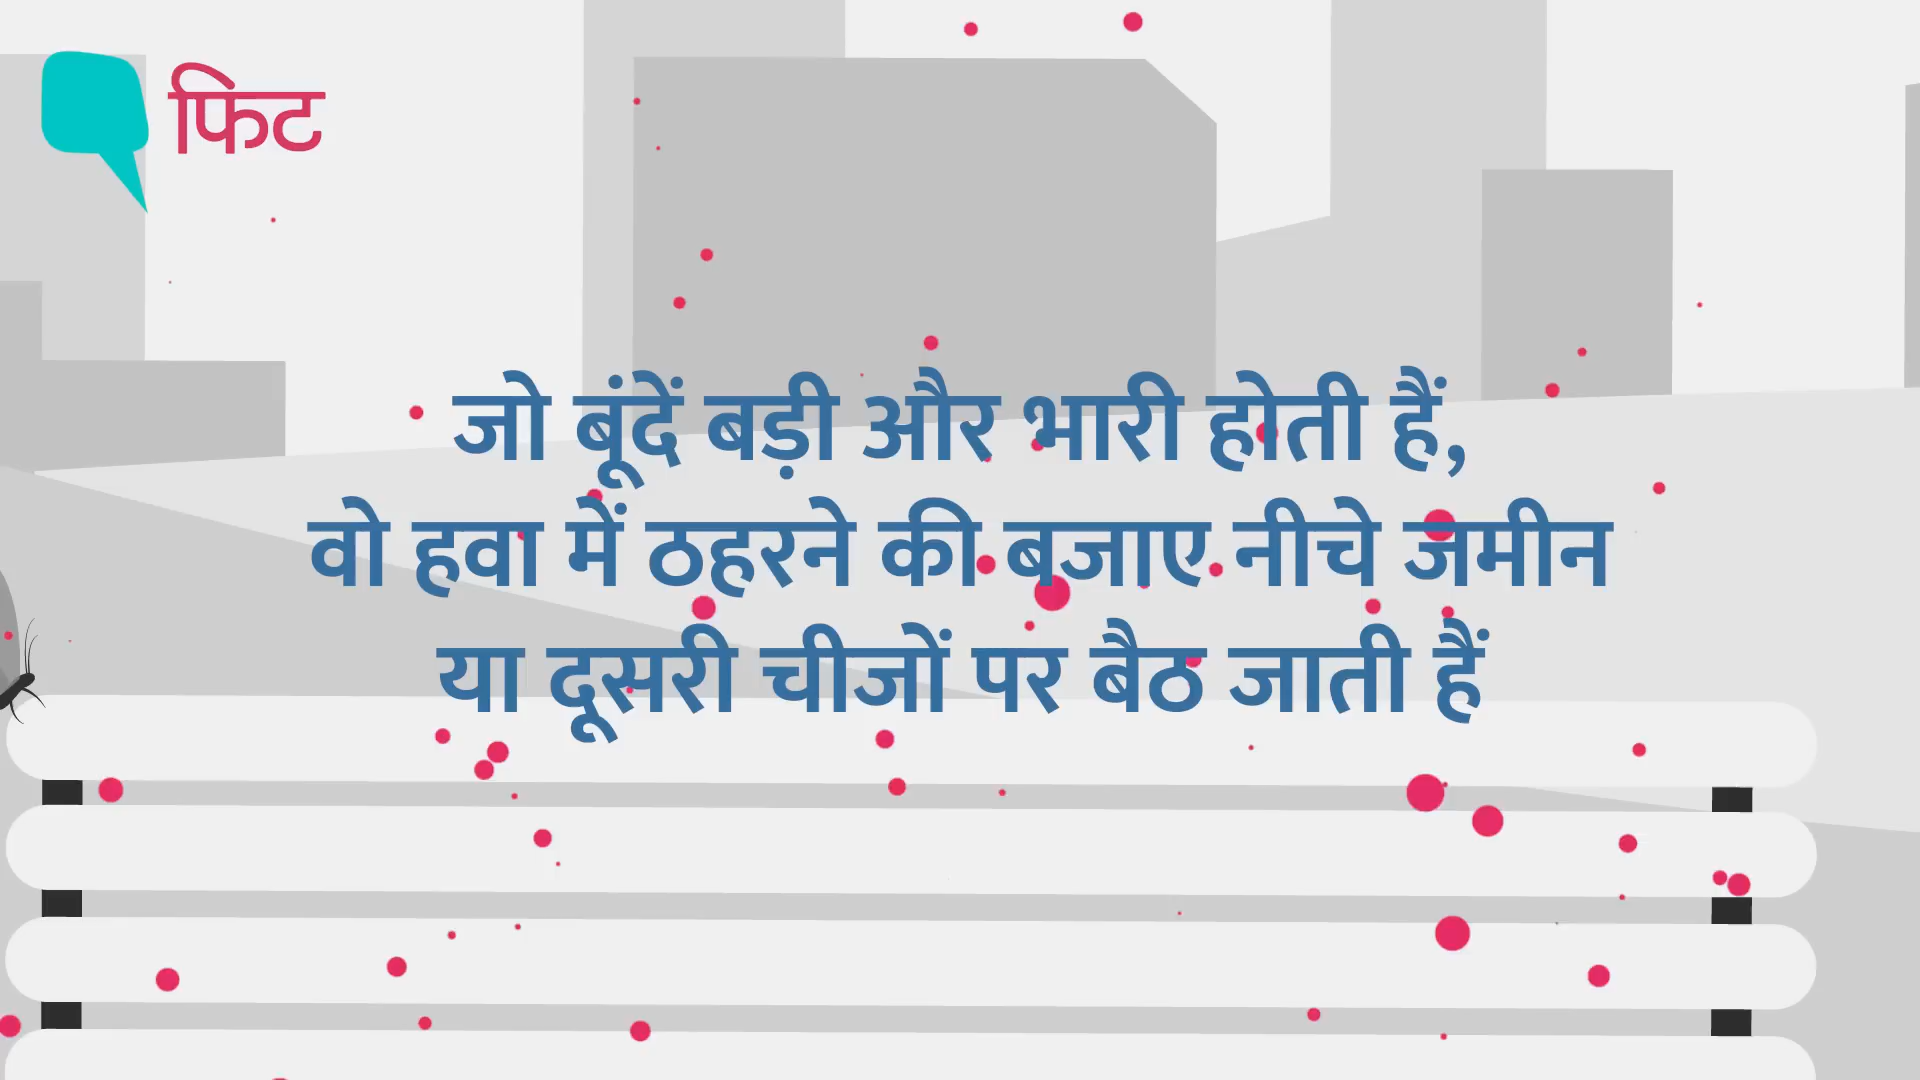 फिट
जो बूंदें बड़ी और भारी होती हैं,
वो हवा में ठहरने की बजाए नीचे जमीन
या दूसरी चीजों पर बैठ जाती हैं